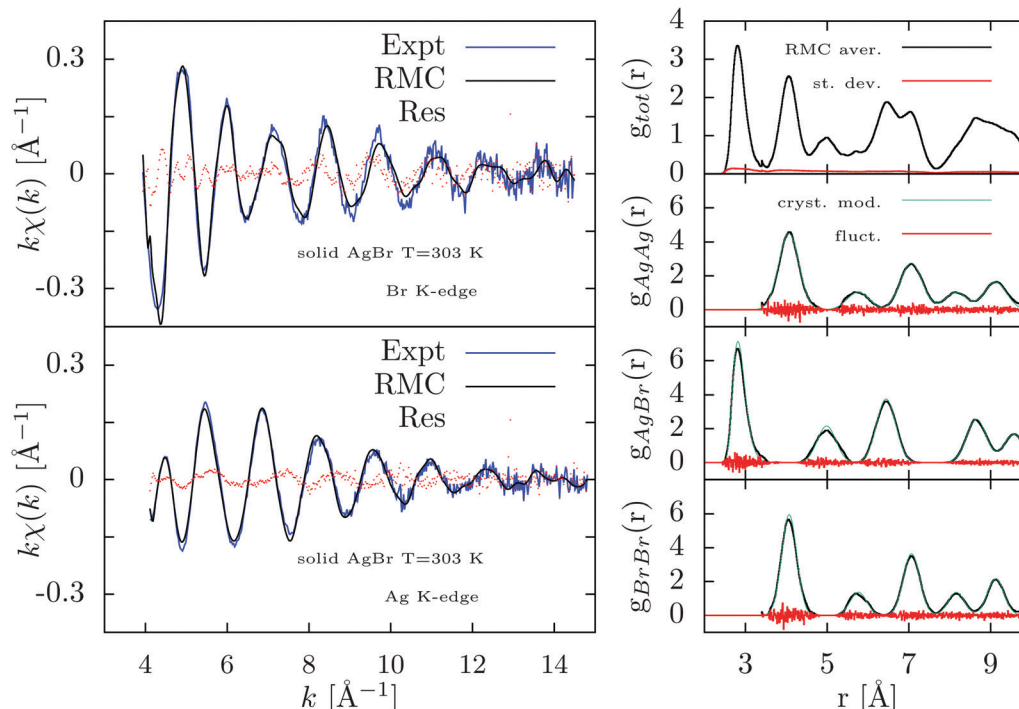 0.3
0
-0.3
kχ(k) [Å⁻¹]
Expt
RMC
Res
solid AgBr T=303 K
Br K-edge
0.3
0
-0.3
kχ(k) [Å⁻¹]
Expt
RMC
Res
solid AgBr T=303 K
Ag K-edge
4 6 8 10 12 14
k [Å⁻¹]
4
3
2
1
0
g_tot(r)
RMC aver.
st. dev.
6
4
2
0
g_AgAg(r)
cryst. mod.
fluct.
6
4
2
0
g_AgBr(r)
6
4
2
0
g_BrBr(r)
3 5 7 9
r [Å]